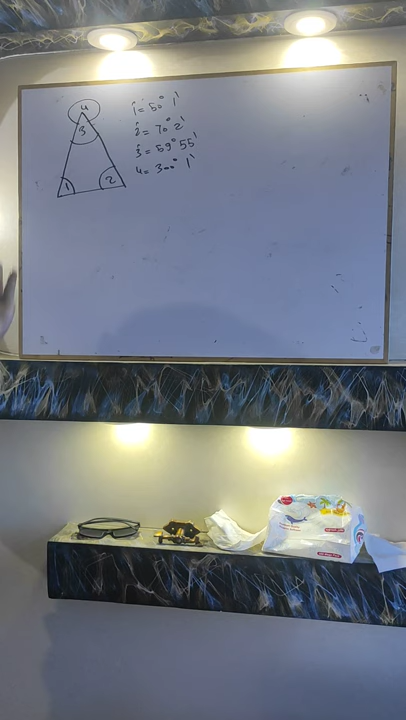 4
3
1
2
1̂ = 50° 1'
2̂ = 70° 2'
3̂ = 59° 55'
4 = 300° 1'